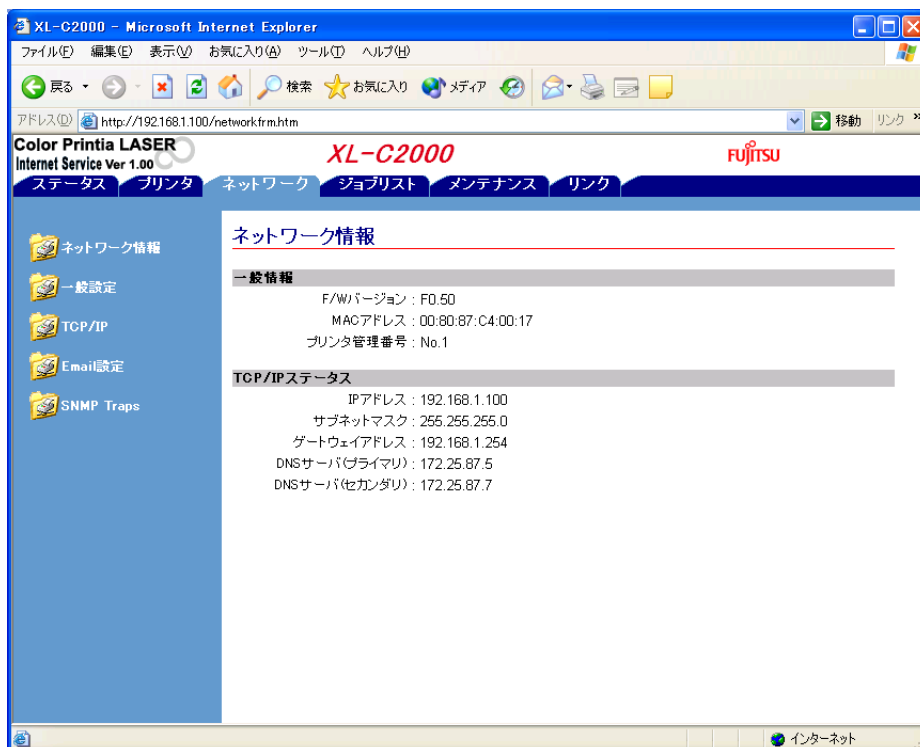 XL-C2000 - Microsoft Internet Explorer
ファイル(F) 編集(E) 表示(V) お気に入り(A) ツール(T) ヘルプ(H)
戻る 検索 お気に入り メディア
アドレス(D) http://192.168.1.100/networkfrm.htm 移動 リンク »
Color Printia LASER
Internet Service Ver 1.00
XL-C2000
FUJITSU
ステータス プリンタ ネットワーク ジョブリスト メンテナンス リンク
ネットワーク情報
一般設定
TCP/IP
Email設定
SNMP Traps
ネットワーク情報
一般情報
F/Wバージョン : F0.50
MACアドレス : 00:80:87:C4:00:17
プリンタ管理番号 : No.1
TCP/IPステータス
IPアドレス : 192.168.1.100
サブネットマスク : 255.255.255.0
ゲートウェイアドレス : 192.168.1.254
DNSサーバ(プライマリ) : 172.25.87.5
DNSサーバ(セカンダリ) : 172.25.87.7
インターネット